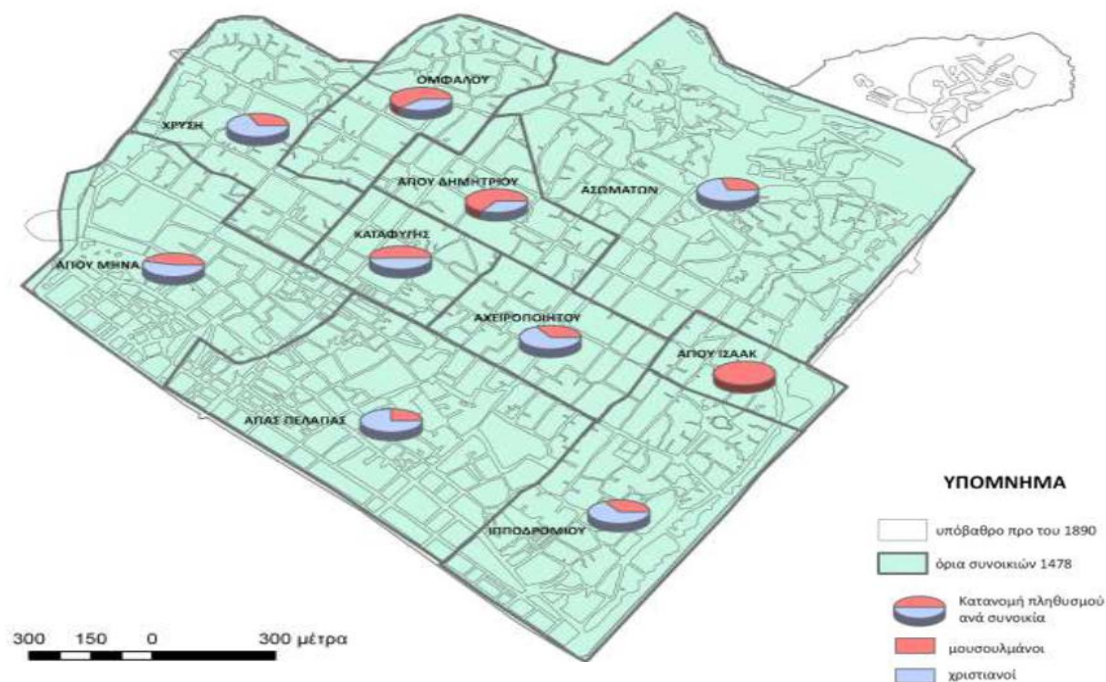 ΟΜΦΑΛΟΥ
ΧΡΥΣΗ
ΑΓΙΟΥ ΔΗΜΗΤΡΙΟΥ
ΑΣΩΜΑΤΩΝ
ΚΑΤΑΦΥΓΗΣ
ΑΓΙΟΥ ΜΗΝΑ
ΑΧΕΙΡΟΠΟΙΗΤΟΥ
ΑΓΙΟΥ ΙΣΑΑΚ
ΑΓΙΑΣ ΠΕΛΑΓΙΑΣ
ΙΠΠΟΔΡΟΜΙΟΥ
ΥΠΟΜΝΗΜΑ
υπόβαθρο προ του 1890
όρια συνοικιών 1478
Κατανομή πληθυσμού
ανά συνοικία
μουσουλμάνοι
χριστιανοί
300 150 0 300 μέτρα